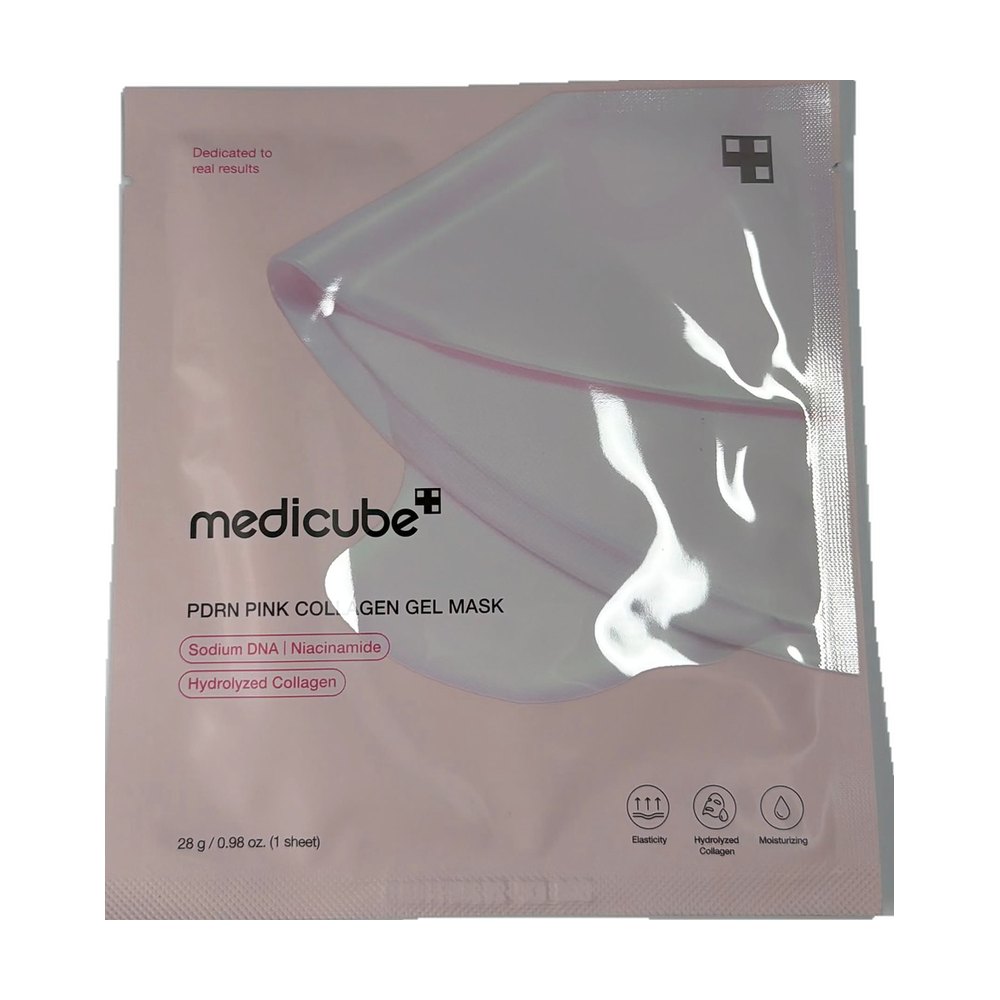 Dedicated to
real results
medicube
PDRN PINK COLLAGEN GEL MASK
Sodium DNA | Niacinamide
Hydrolyzed Collagen
28 g / 0.98 oz. (1 sheet)
Elasticity
Hydrolyzed
Collagen
Moisturizing